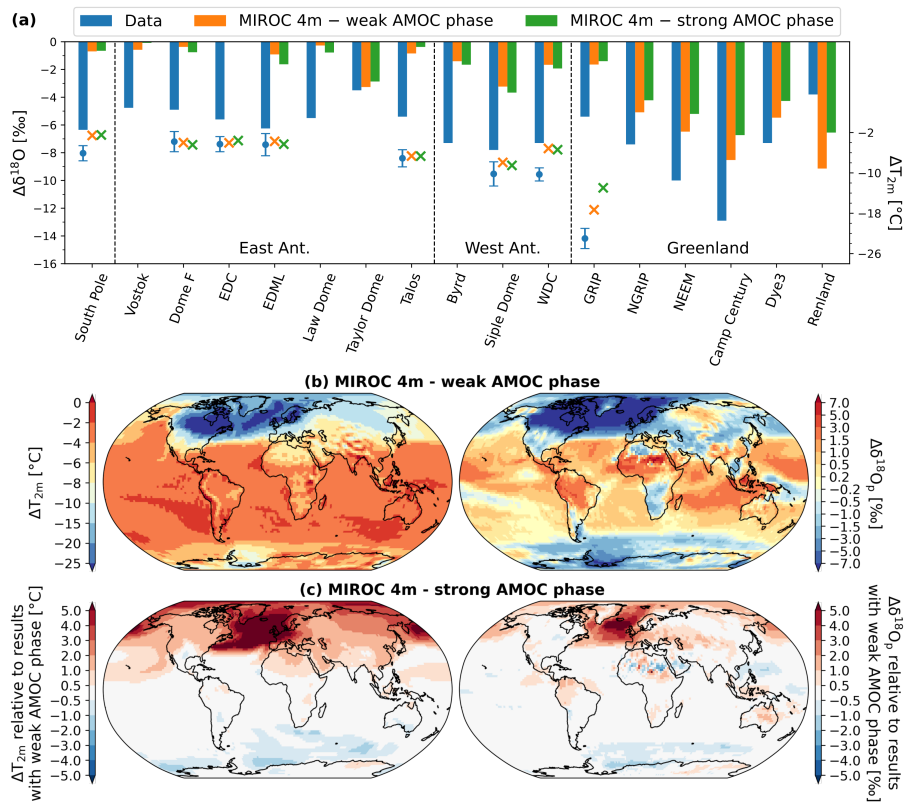 (a)
Data
MIROC 4m − weak AMOC phase
MIROC 4m − strong AMOC phase
Δδ¹⁸O [‰]
0
−2
−4
−6
−8
−10
−12
−14
−16
ΔT₂ₘ [°C]
−2
−10
−18
−26
East Ant.
West Ant.
Greenland
South Pole
Vostok
Dome F
EDC
EDML
Law Dome
Taylor Dome
Talos
Byrd
Siple Dome
WDC
GRIP
NGRIP
NEEM
Camp Century
Dye3
Renland
(b) MIROC 4m - weak AMOC phase
ΔT₂ₘ [°C]
0
−2
−4
−6
−8
−10
−15
−20
−25
7.0
5.0
3.0
1.5
0.5
0.2
−0.2
−0.5
−1.5
−3.0
−5.0
−7.0
Δδ¹⁸Oₚ [‰]
(c) MIROC 4m - strong AMOC phase
ΔT₂ₘ relative to results
with weak AMOC phase [°C]
5.0
4.0
3.0
2.0
1.0
0.5
−0.5
−1.0
−2.0
−3.0
−4.0
−5.0
5.0
4.0
3.0
2.0
1.0
0.5
−0.5
−1.0
−2.0
−3.0
−4.0
−5.0
Δδ¹⁸Oₚ relative to results
with weak AMOC phase [‰]